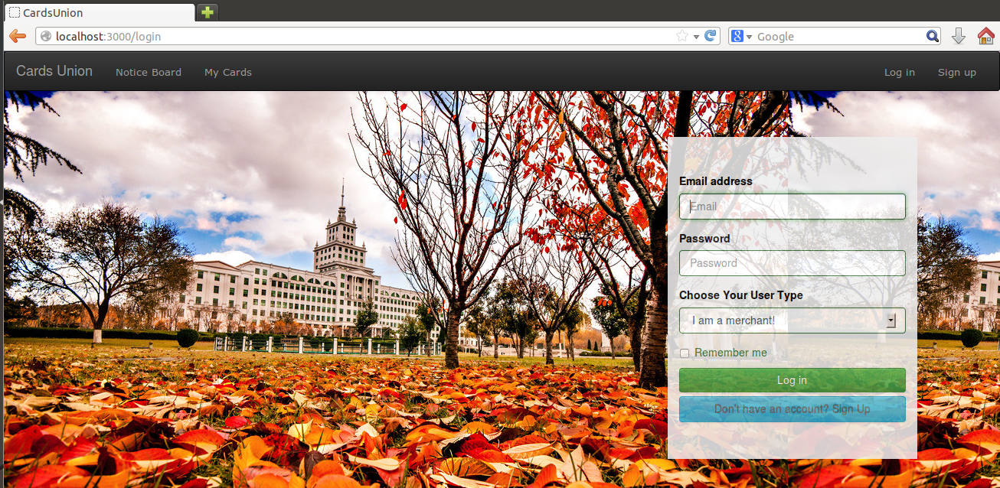 CardsUnion
localhost:3000/login
Google
Cards Union Notice Board My Cards Log in Sign up
Email address
Email
Password
Password
Choose Your User Type
I am a merchant!
Remember me
Log in
Don't have an account? Sign Up